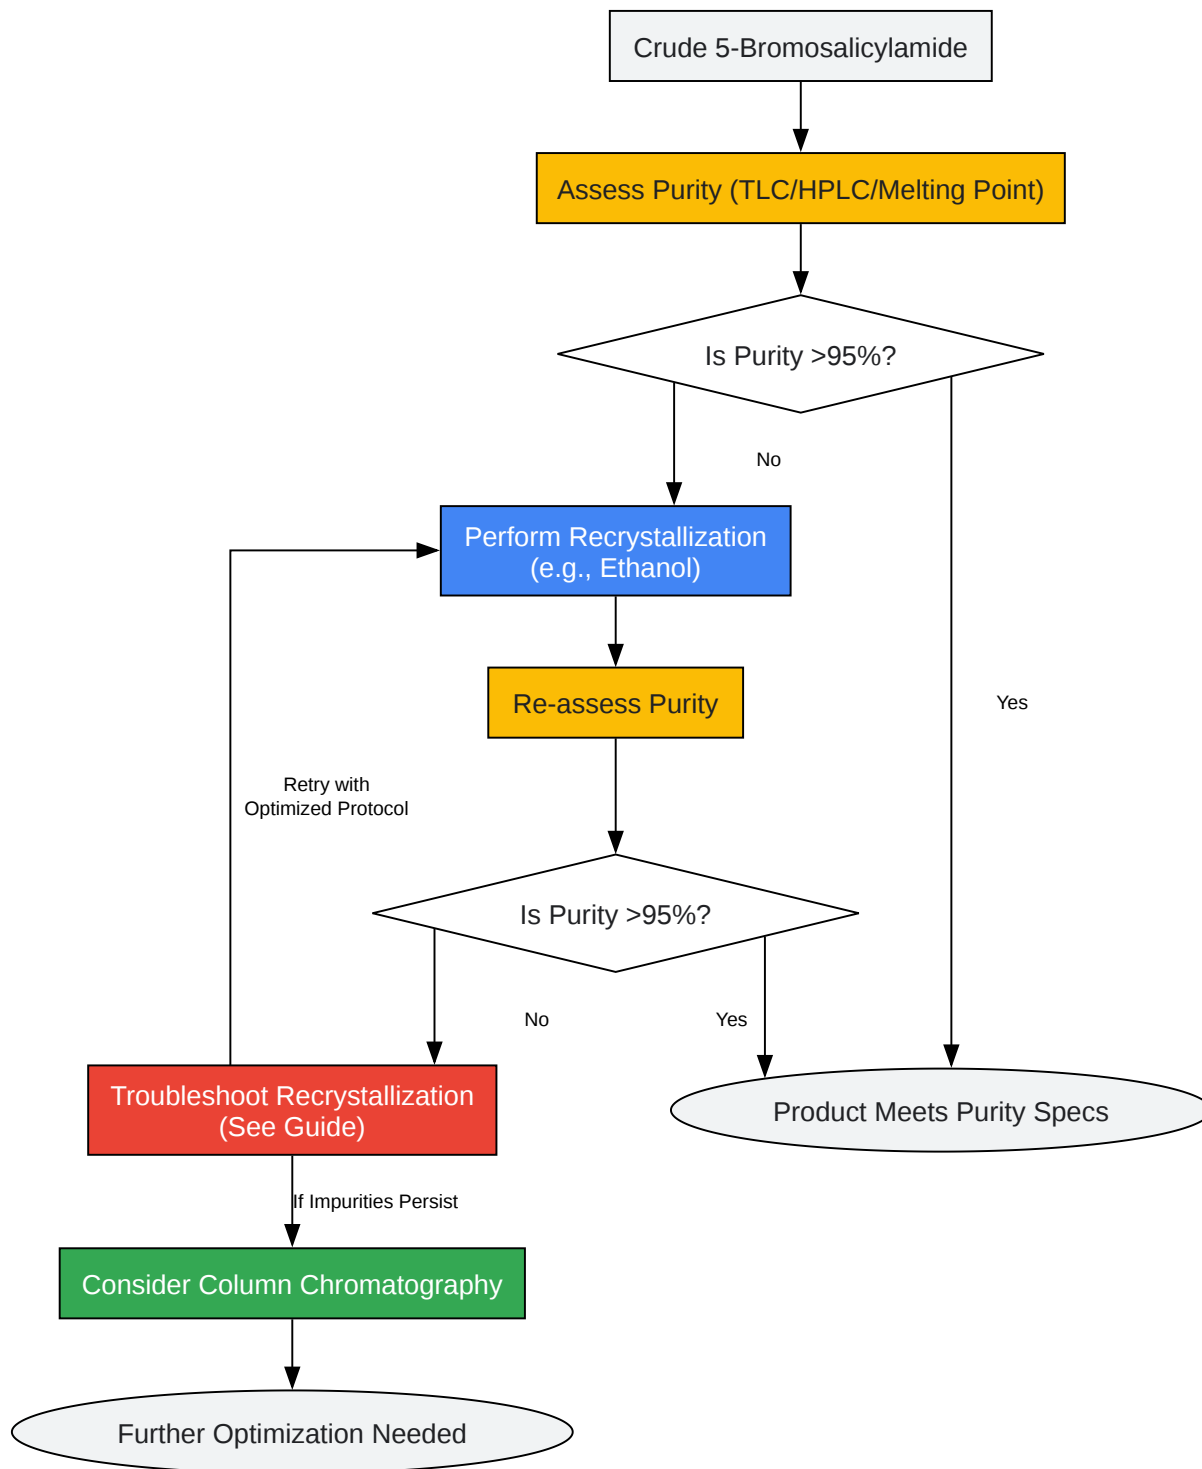 Crude 5-Bromosalicylamide
Assess Purity (TLC/HPLC/Melting Point)
Is Purity >95%?
No
Perform Recrystallization
(e.g., Ethanol)
Re-assess Purity
Yes
Retry with
Optimized Protocol
Is Purity >95%?
No
Yes
Troubleshoot Recrystallization
(See Guide)
Product Meets Purity Specs
If Impurities Persist
Consider Column Chromatography
Further Optimization Needed